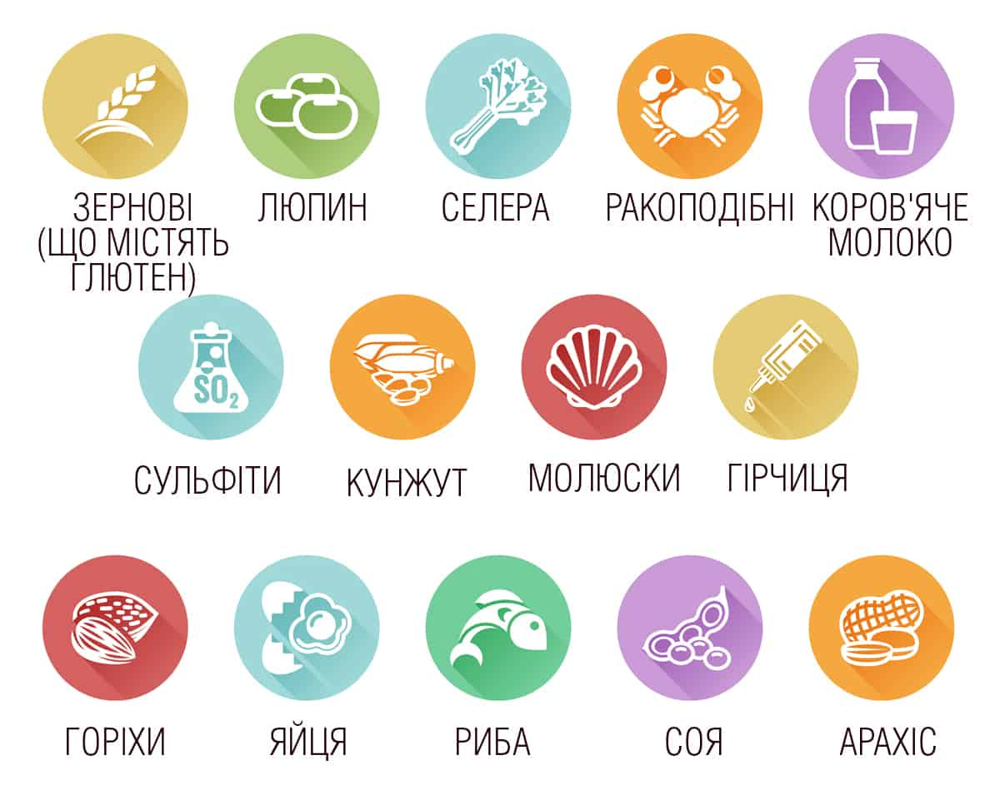 ЗЕРНОВІ
(ЩО МІСТЯТЬ
ГЛЮТЕН)
ЛЮПИН
СЕЛЕРА
РАКОПОДІБНІ
КОРОВ'ЯЧЕ
МОЛОКО
SO2
СУЛЬФІТИ
КУНЖУТ
МОЛЮСКИ
ГІРЧИЦЯ
ГОРІХИ
ЯЙЦЯ
РИБА
СОЯ
АРАХІС